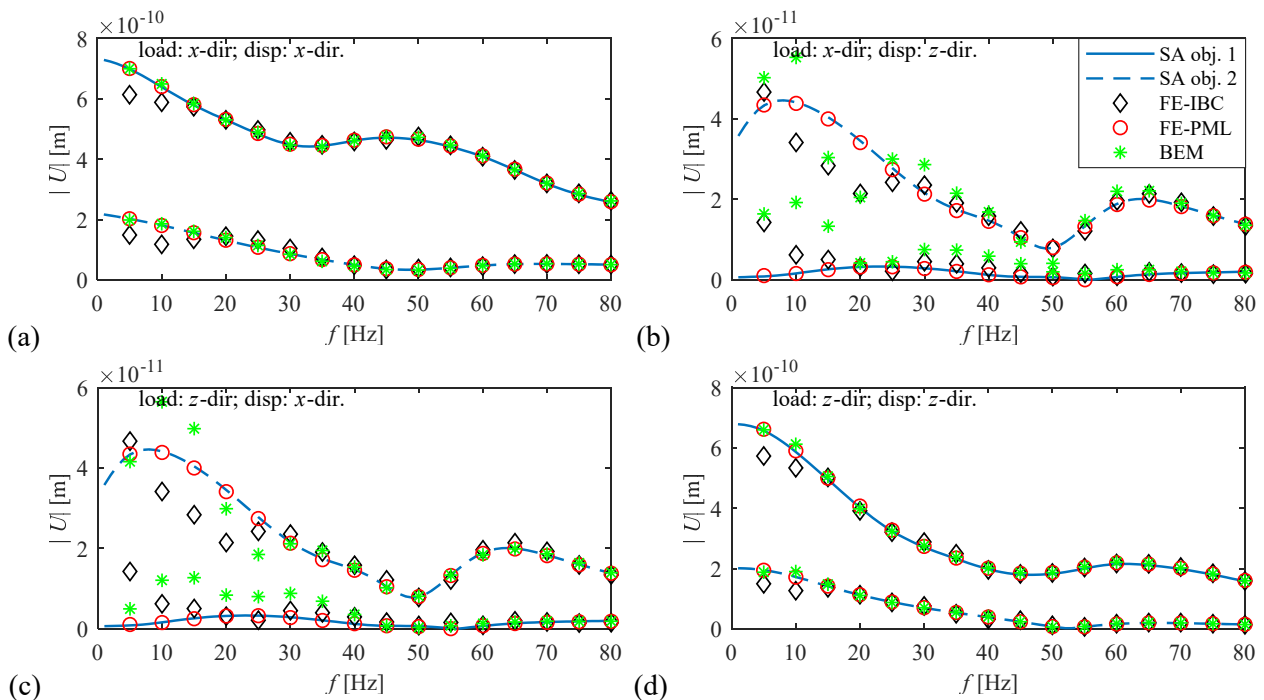 ×10⁻¹⁰
load: x-dir; disp: x-dir.
8
6
4
2
0
| U| [m]
0 10 20 30 40 50 60 70 80
f [Hz]
(a)
×10⁻¹¹
load: x-dir; disp: z-dir.
6
4
2
0
| U| [m]
SA obj. 1
SA obj. 2
FE-IBC
FE-PML
BEM
0 10 20 30 40 50 60 70 80
f [Hz]
(b)
×10⁻¹¹
load: z-dir; disp: x-dir.
6
4
2
0
| U| [m]
0 10 20 30 40 50 60 70 80
f [Hz]
(c)
×10⁻¹⁰
load: z-dir; disp: z-dir.
8
6
4
2
0
| U| [m]
0 10 20 30 40 50 60 70 80
f [Hz]
(d)